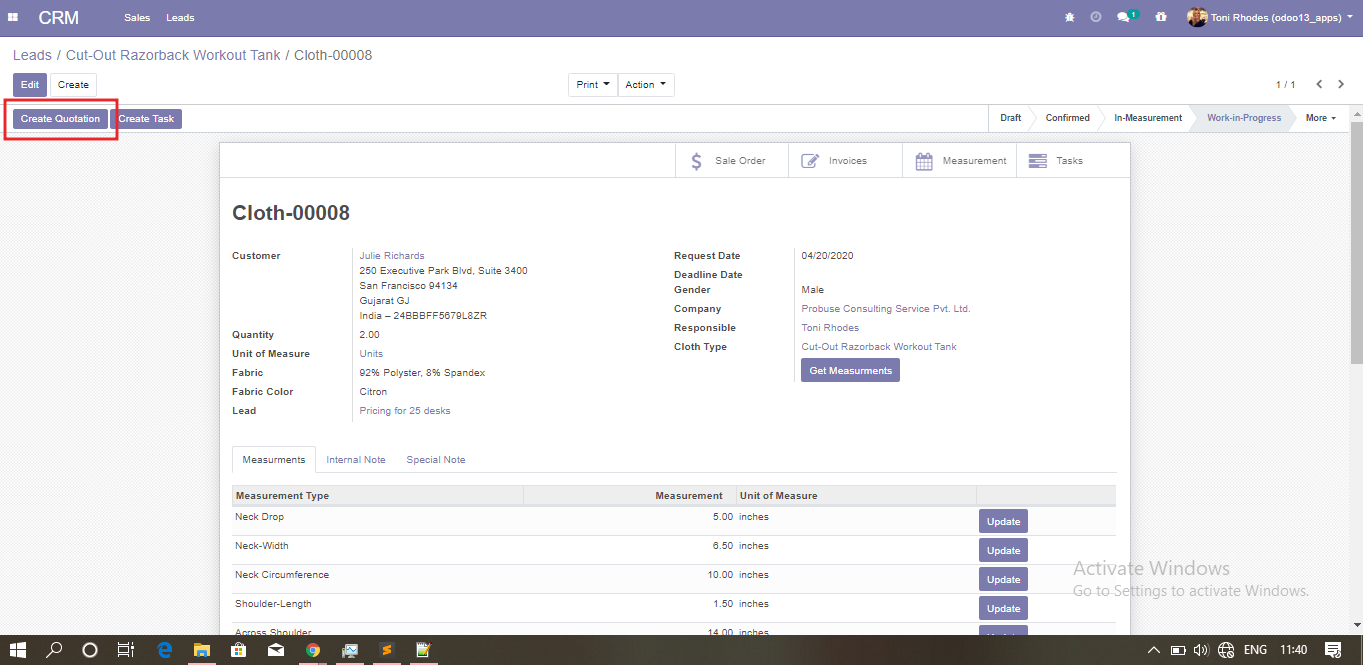 CRM Sales Leads 1 Toni Rhodes (odoo13_apps)
Leads / Cut-Out Razorback Workout Tank / Cloth-00008
Edit Create Print Action 1 / 1
Create Quotation Create Task Draft Confirmed In-Measurement Work-in-Progress More
$ Sale Order Invoices Measurement Tasks
Cloth-00008
Customer Julie Richards
250 Executive Park Blvd, Suite 3400
San Francisco 94134
Gujarat GJ
India – 24BBBFF5679L8ZR
Quantity 2.00
Unit of Measure Units
Fabric 92% Polyster, 8% Spandex
Fabric Color Citron
Lead Pricing for 25 desks
Request Date 04/20/2020
Deadline Date
Gender Male
Company Probuse Consulting Service Pvt. Ltd.
Responsible Toni Rhodes
Cloth Type Cut-Out Razorback Workout Tank
Get Measurments
Measurments Internal Note Special Note
Measurement Type Measurement Unit of Measure
Neck Drop 5.00 inches Update
Neck-Width 6.50 inches Update
Neck Circumference 10.00 inches Update
Shoulder-Length 1.50 inches Update
Across Shoulder 14.00 inches Update
Activate Windows
Go to Settings to activate Windows.
ENG 11:40